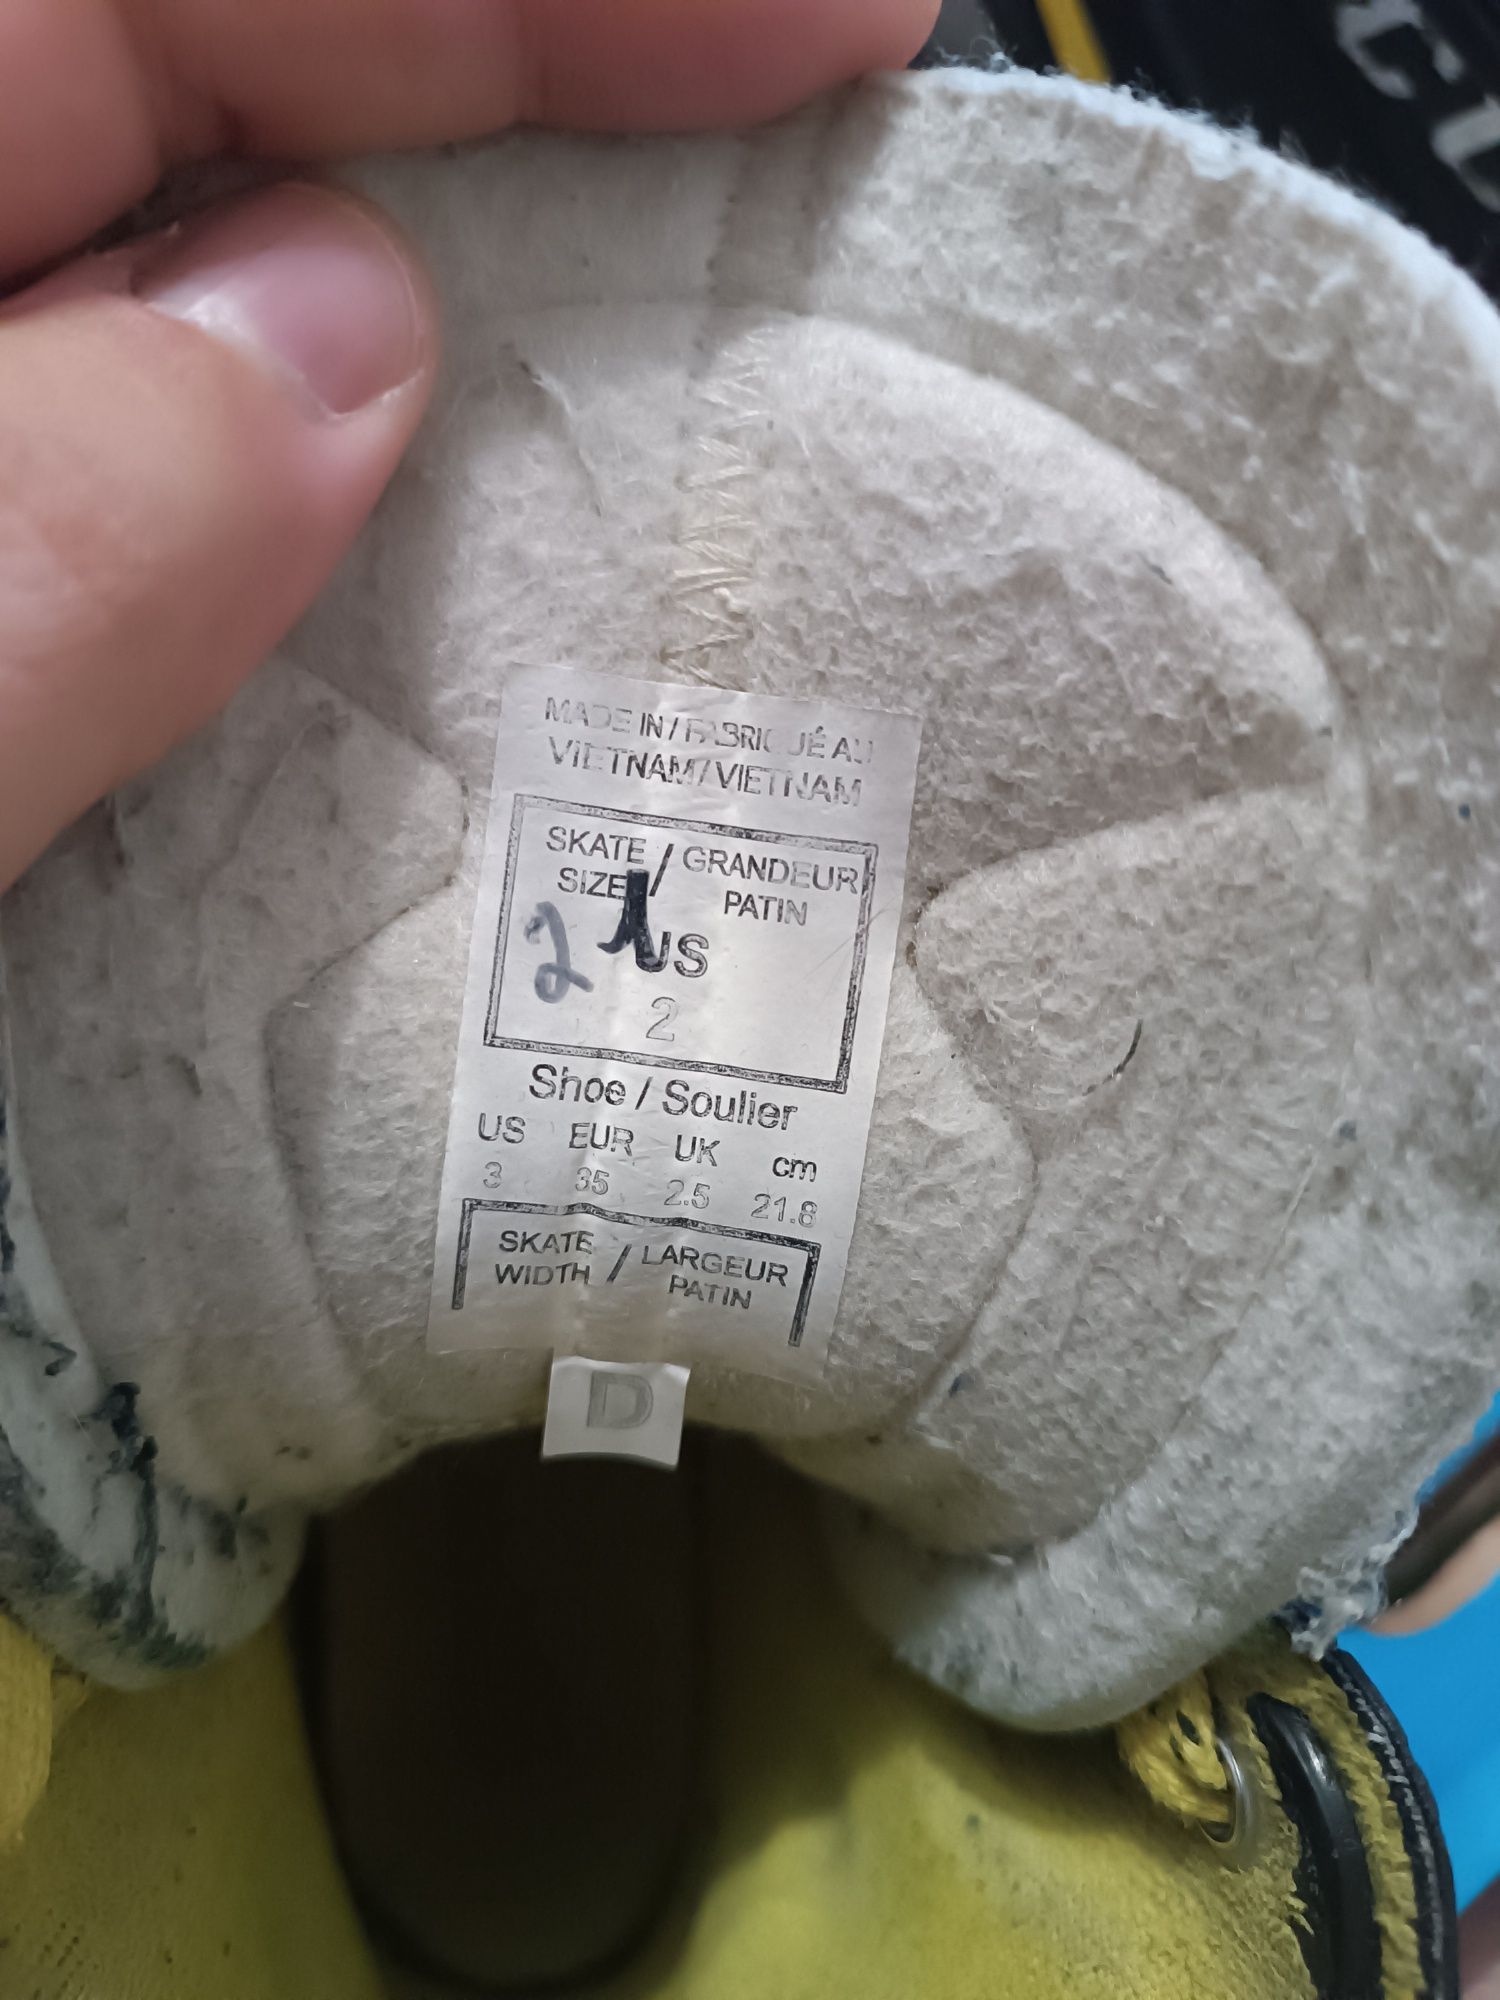 MADE IN / FABRIQUÉ AU
VIETNAM / VIETNAM
SKATE / GRANDEUR
SIZE PATIN
2 US
2
Shoe / Soulier
US EUR UK cm
3 35 2.5 21.8
SKATE / LARGEUR
WIDTH PATIN
D